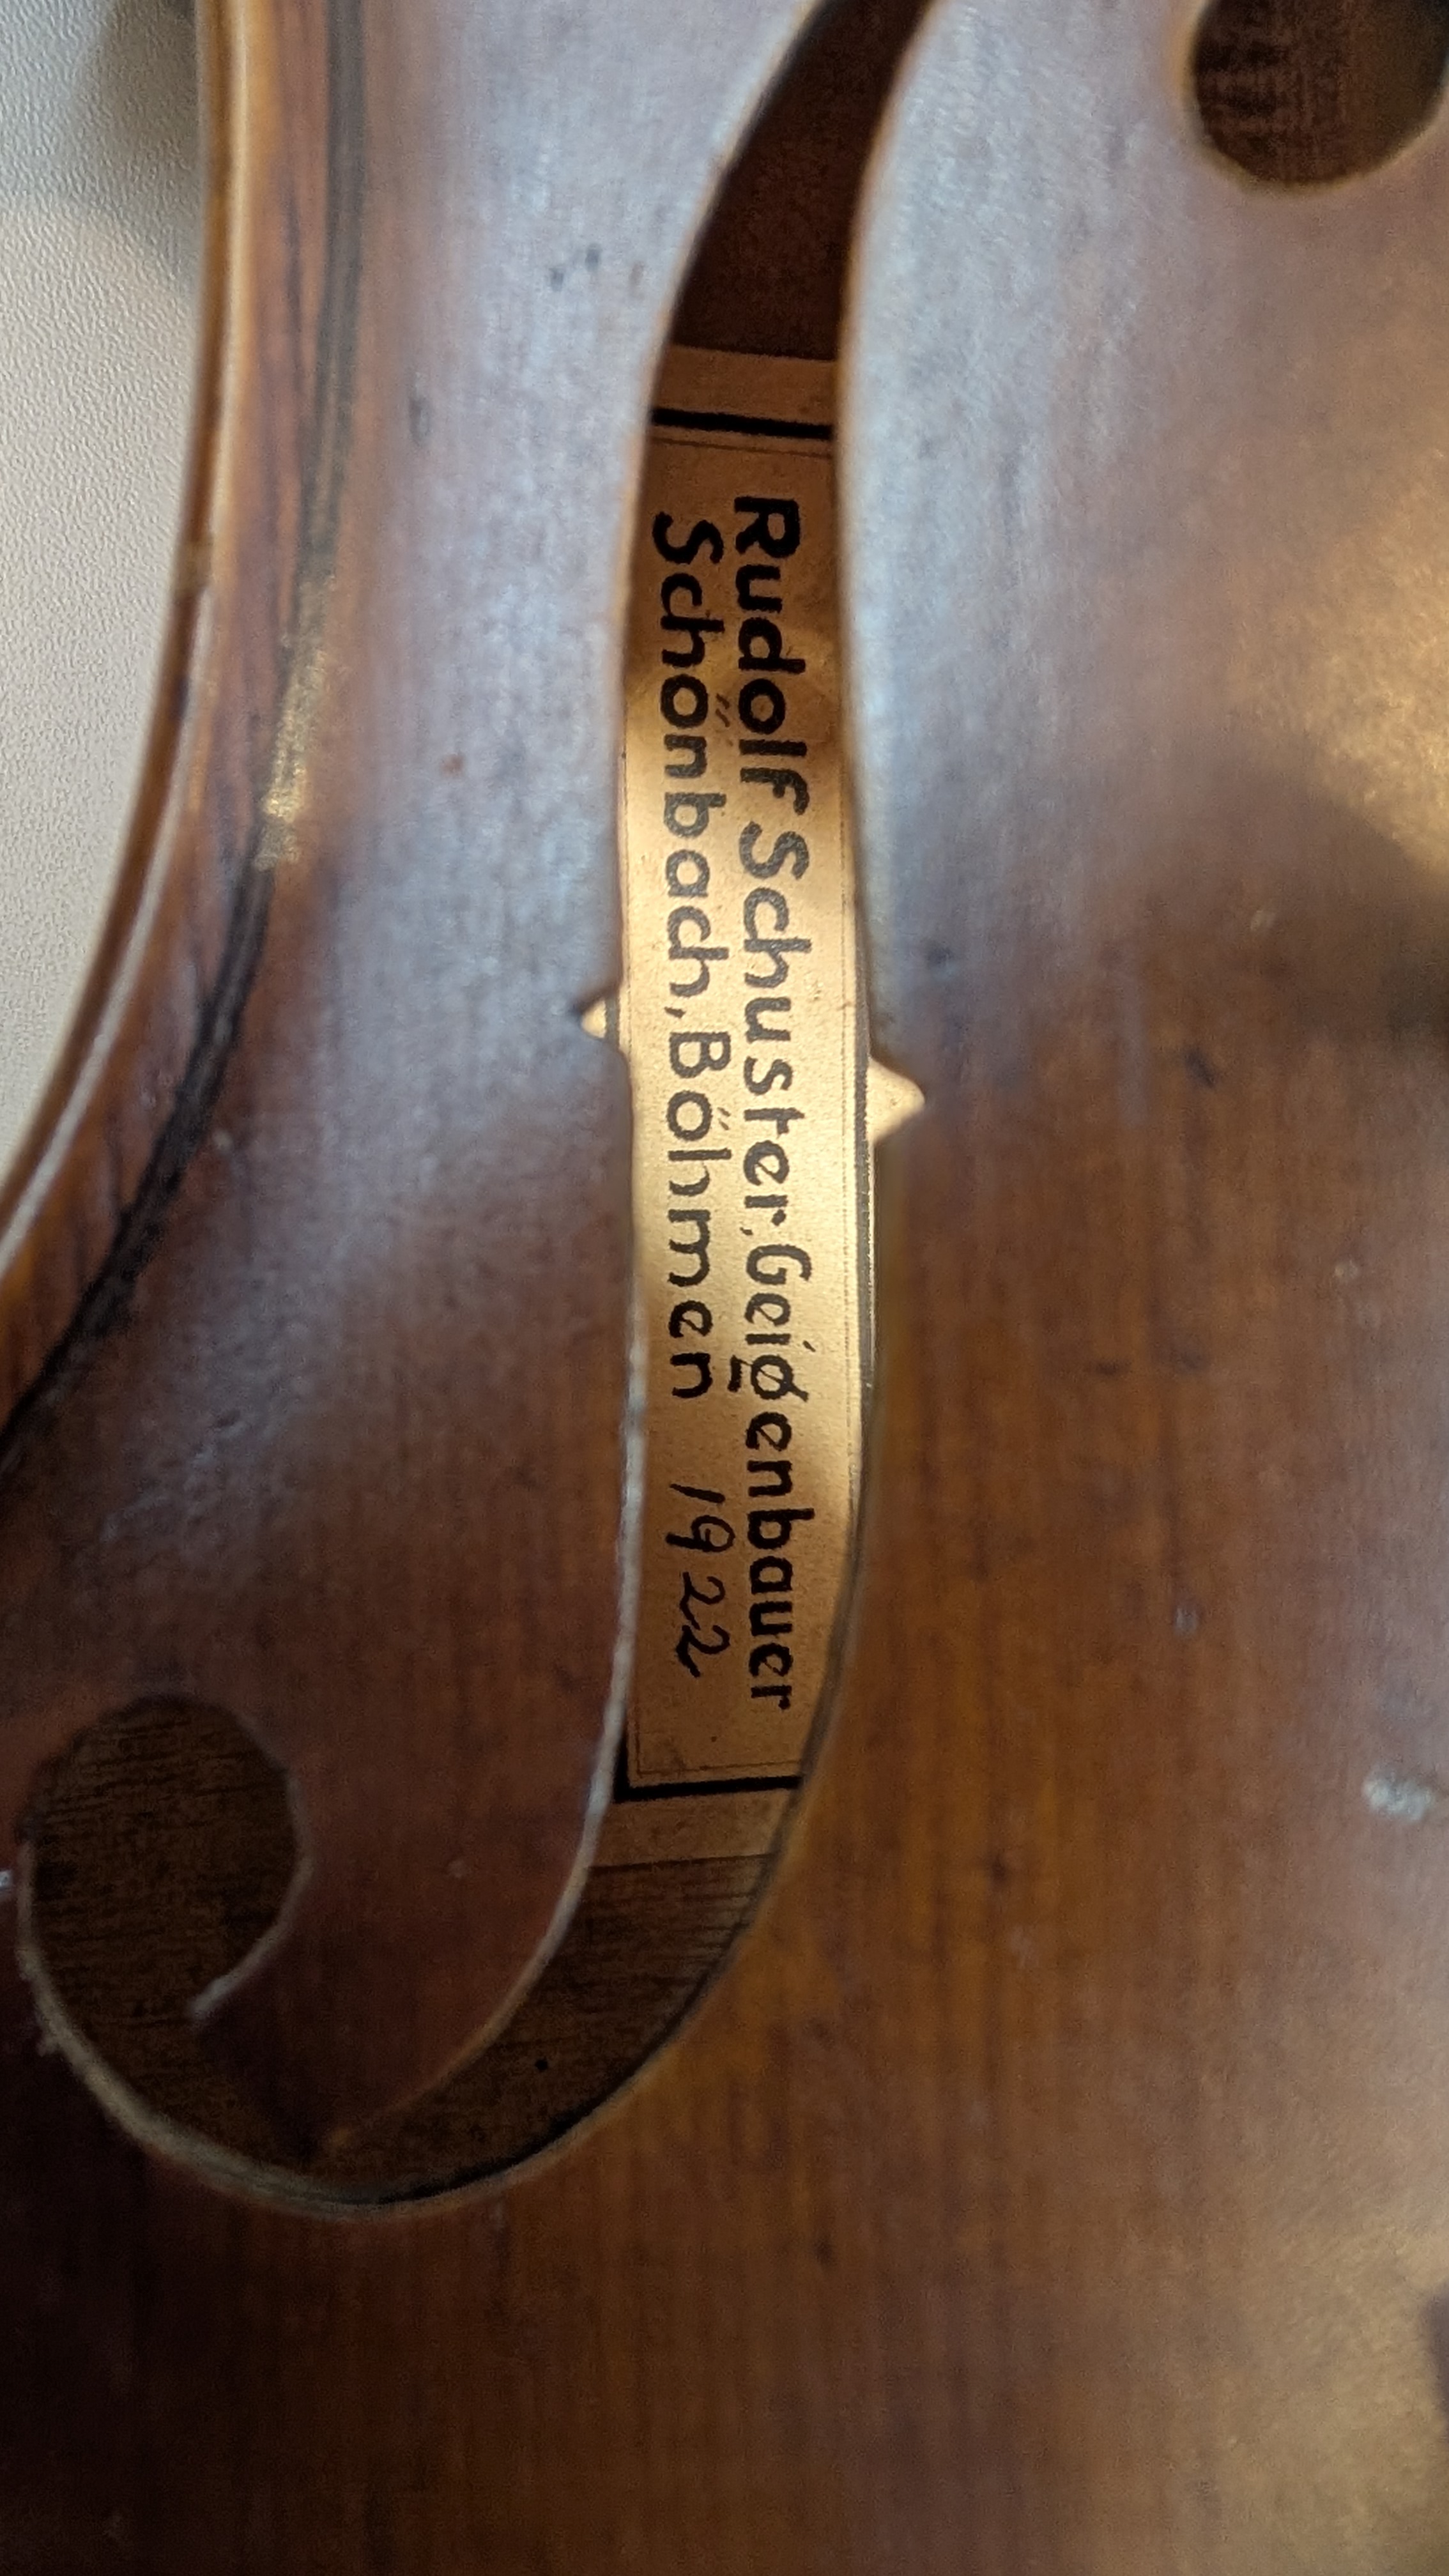 Rudolf Schuster, Geigenbauer
Schönbach, Böhmen 1922